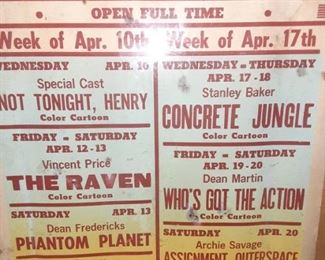 OPEN FULL TIME
Week of Apr. 10th
WEDNESDAY APR. 10
Special Cast
NOT TONIGHT, HENRY
Color Cartoon
FRIDAY - SATURDAY
APR. 12-13
Vincent Price
THE RAVEN
Color Cartoon
SATURDAY APR. 13
Dean Fredericks
PHANTOM PLANET
Week of Apr. 17th
WEDNESDAY - THURSDAY
APR. 17-18
Stanley Baker
CONCRETE JUNGLE
Color Cartoon
FRIDAY - SATURDAY
APR. 19-20
Dean Martin
WHO'S GOT THE ACTION
Color Cartoon
SATURDAY APR. 20
Archie Savage
ASSIGNMENT OUTERSPACE